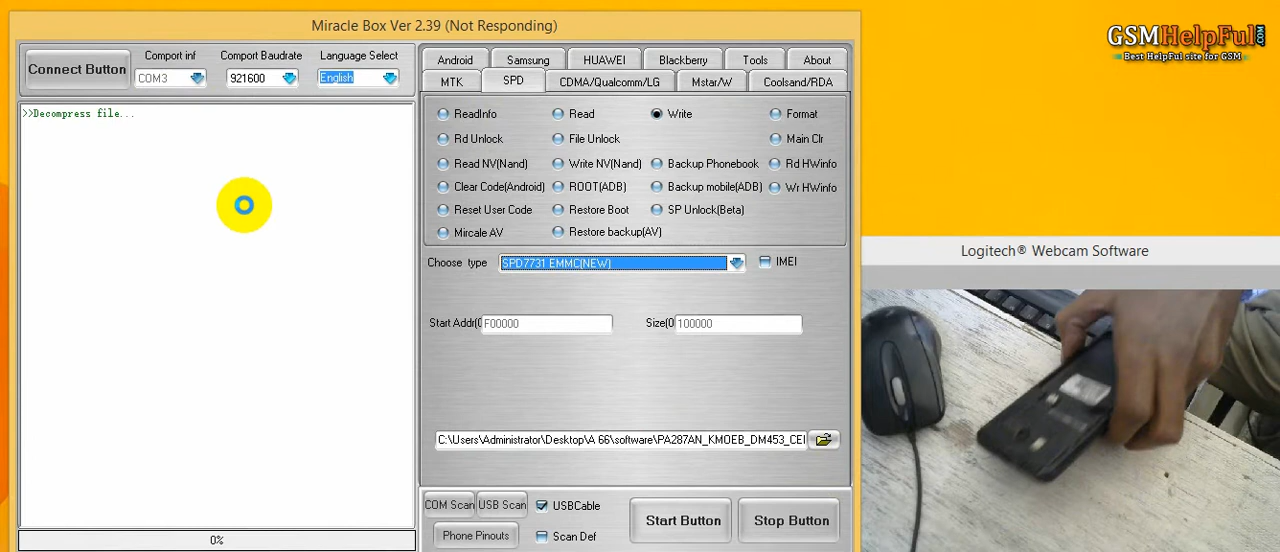 Miracle Box Ver 2.39 (Not Responding)
GSMHelpFul.COM
Best HelpFul site for GSM
Connect Button
Comport inf
Comport Baudrate
Language Select
COM3
921600
English
>>Decompress file...
0%
Android
Samsung
HUAWEI
Blackberry
Tools
About
MTK
SPD
CDMA/Qualcomm/LG
Mstar/W
Coolsand/RDA
ReadInfo
Read
Write
Format
Rd Unlock
File Unlock
Main Clr
Read NV(Nand)
Write NV(Nand)
Backup Phonebook
Rd HWinfo
Clear Code(Android)
ROOT(ADB)
Backup mobile(ADB)
Wr HWinfo
Reset User Code
Restore Boot
SP Unlock(Beta)
Mircale AV
Restore backup(AV)
Choose type
SPD7731 EMMC(NEW)
IMEI
Start Addr(0
F00000
Size(0
100000
C:\Users\Administrator\Desktop\A 66\software\PA287AN_KMOEB_DM453_CEI
COM Scan
USB Scan
USBCable
Phone Pinouts
Scan Def
Start Button
Stop Button
Logitech® Webcam Software